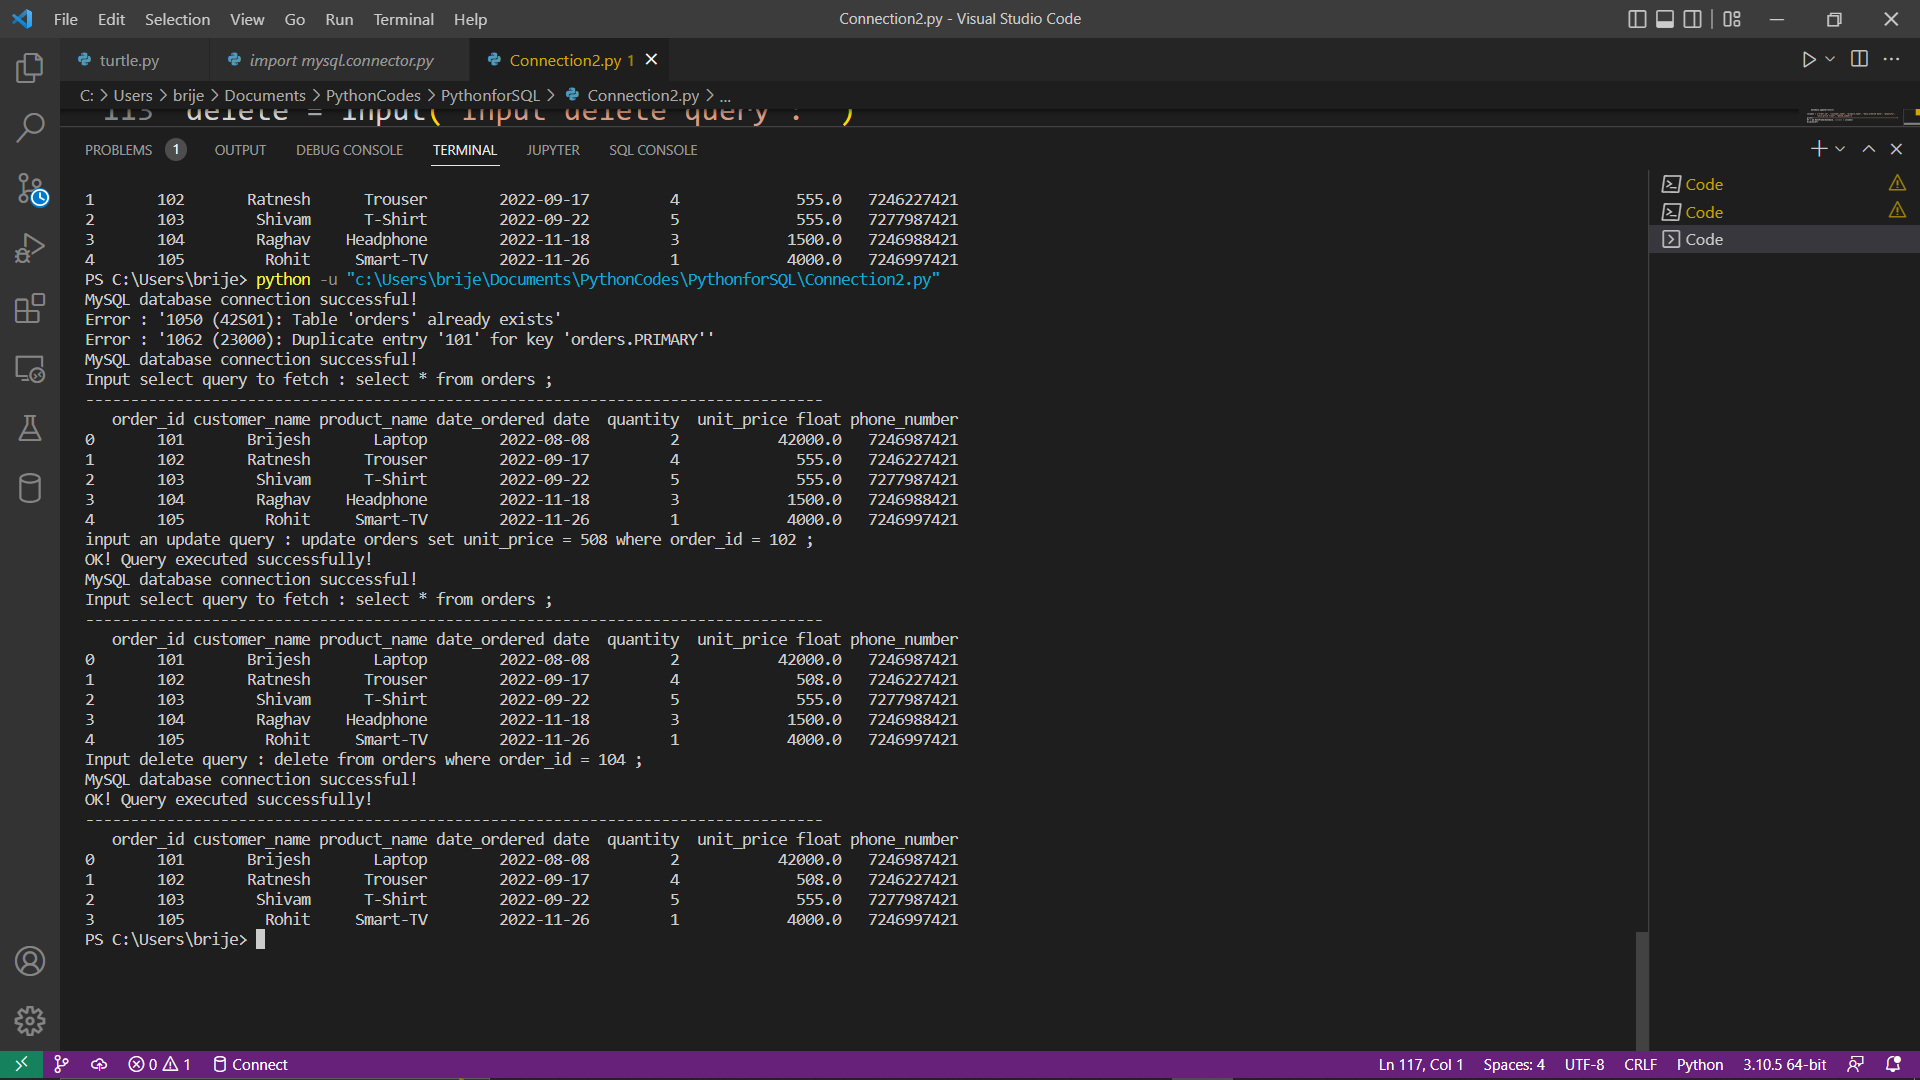 File Edit Selection View Go Run Terminal Help
Connection2.py - Visual Studio Code
turtle.py
import mysql.connector.py
Connection2.py 1
C: > Users > brije > Documents > PythonCodes > PythonforSQL > Connection2.py > ...
113 delete = input("input delete query : ")
PROBLEMS 1 OUTPUT DEBUG CONSOLE TERMINAL JUPYTER SQL CONSOLE
1 102 Ratnesh Trouser 2022-09-17 4 555.0 7246227421
2 103 Shivam T-Shirt 2022-09-22 5 555.0 7277987421
3 104 Raghav Headphone 2022-11-18 3 1500.0 7246988421
4 105 Rohit Smart-TV 2022-11-26 1 4000.0 7246997421
PS C:\Users\brije> python -u "c:\Users\brije\Documents\PythonCodes\PythonforSQL\Connection2.py"
MySQL database connection successful!
Error : '1050 (42S01): Table 'orders' already exists'
Error : '1062 (23000): Duplicate entry '101' for key 'orders.PRIMARY''
MySQL database connection successful!
Input select query to fetch : select * from orders ;
----------------------------------------------------------------------------------
order_id customer_name product_name date_ordered date quantity unit_price float phone_number
0 101 Brijesh Laptop 2022-08-08 2 42000.0 7246987421
1 102 Ratnesh Trouser 2022-09-17 4 555.0 7246227421
2 103 Shivam T-Shirt 2022-09-22 5 555.0 7277987421
3 104 Raghav Headphone 2022-11-18 3 1500.0 7246988421
4 105 Rohit Smart-TV 2022-11-26 1 4000.0 7246997421
input an update query : update orders set unit_price = 508 where order_id = 102 ;
OK! Query executed successfully!
MySQL database connection successful!
Input select query to fetch : select * from orders ;
----------------------------------------------------------------------------------
order_id customer_name product_name date_ordered date quantity unit_price float phone_number
0 101 Brijesh Laptop 2022-08-08 2 42000.0 7246987421
1 102 Ratnesh Trouser 2022-09-17 4 508.0 7246227421
2 103 Shivam T-Shirt 2022-09-22 5 555.0 7277987421
3 104 Raghav Headphone 2022-11-18 3 1500.0 7246988421
4 105 Rohit Smart-TV 2022-11-26 1 4000.0 7246997421
Input delete query : delete from orders where order_id = 104 ;
MySQL database connection successful!
OK! Query executed successfully!
----------------------------------------------------------------------------------
order_id customer_name product_name date_ordered date quantity unit_price float phone_number
0 101 Brijesh Laptop 2022-08-08 2 42000.0 7246987421
1 102 Ratnesh Trouser 2022-09-17 4 508.0 7246227421
2 103 Shivam T-Shirt 2022-09-22 5 555.0 7277987421
3 105 Rohit Smart-TV 2022-11-26 1 4000.0 7246997421
PS C:\Users\brije>
Code
Code
Code
0 1 Connect
Ln 117, Col 1 Spaces: 4 UTF-8 CRLF Python 3.10.5 64-bit